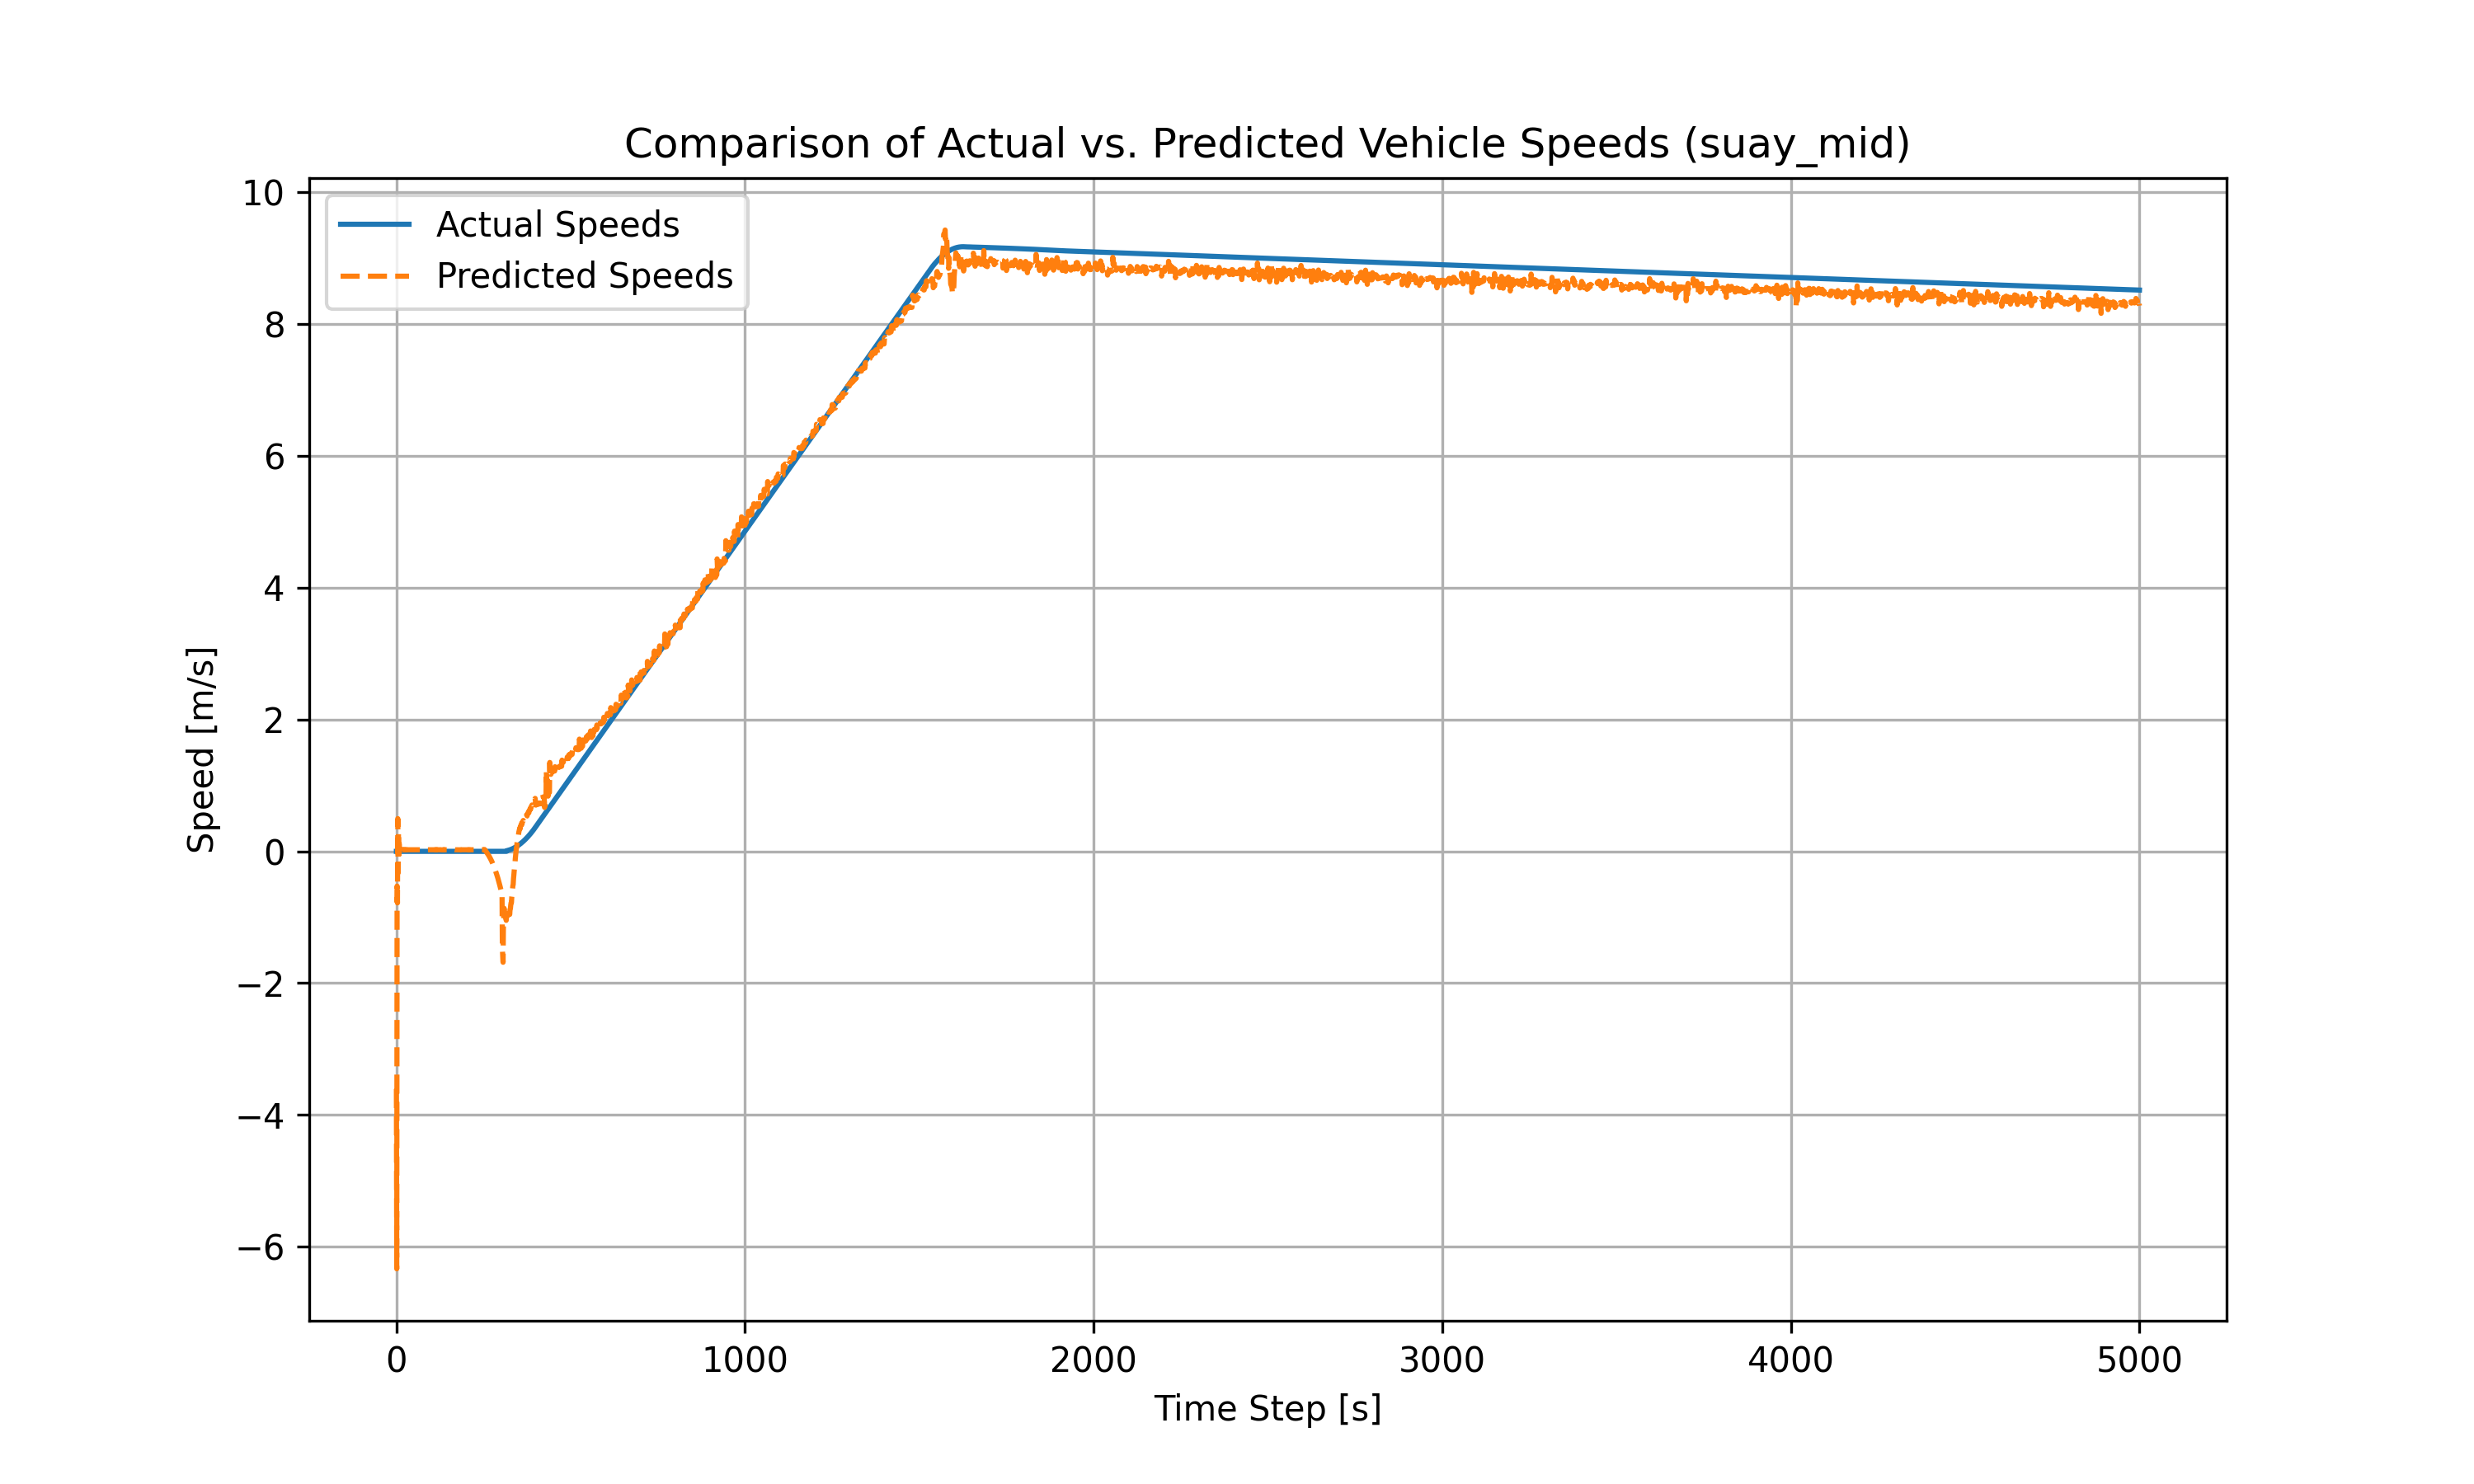 Comparison of Actual vs. Predicted Vehicle Speeds (suay_mid)
Actual Speeds
Predicted Speeds
Speed [m/s]
10
8
6
4
2
0
−2
−4
−6
0 1000 2000 3000 4000 5000
Time Step [s]